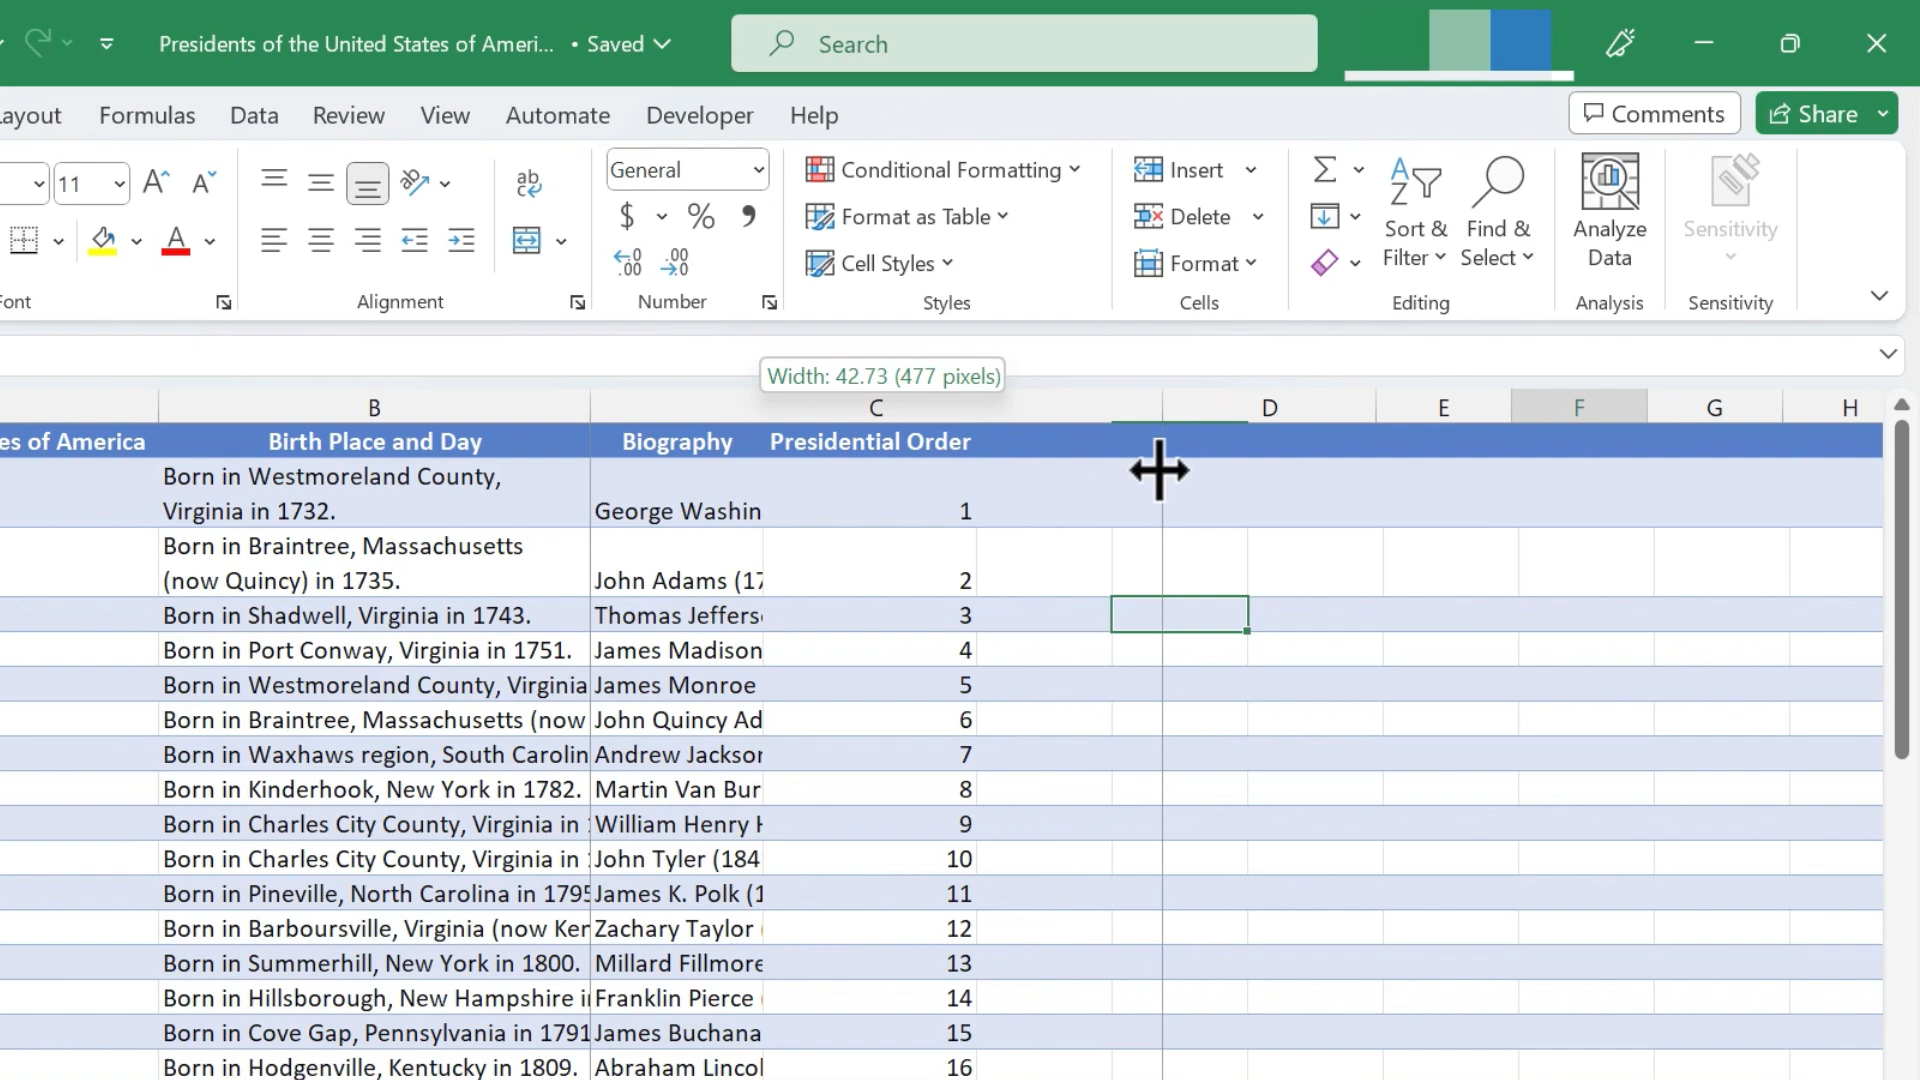 Presidents of the United States of Ameri... • Saved
Search
ayout Formulas Data Review View Automate Developer Help
Comments Share
11
ab
c
General
Conditional Formatting
Insert
$ % ,
Format as Table
Delete
Sort & Filter
Find & Select
Analyze Data
Sensitivity
.00 .00
Cell Styles
Format
Font Alignment Number Styles Cells Editing Analysis Sensitivity
Width: 42.73 (477 pixels)
B C D E F G H
es of America Birth Place and Day Biography Presidential Order
Born in Westmoreland County,
Virginia in 1732. George Washin 1
Born in Braintree, Massachusetts
(now Quincy) in 1735. John Adams (17 2
Born in Shadwell, Virginia in 1743. Thomas Jeffers 3
Born in Port Conway, Virginia in 1751. James Madison 4
Born in Westmoreland County, Virginia James Monroe 5
Born in Braintree, Massachusetts (now John Quincy Ad 6
Born in Waxhaws region, South Carolin Andrew Jackson 7
Born in Kinderhook, New York in 1782. Martin Van Bur 8
Born in Charles City County, Virginia in William Henry H 9
Born in Charles City County, Virginia in John Tyler (184 10
Born in Pineville, North Carolina in 1795 James K. Polk (1 11
Born in Barboursville, Virginia (now Ken Zachary Taylor 12
Born in Summerhill, New York in 1800. Millard Fillmore 13
Born in Hillsborough, New Hampshire i Franklin Pierce 14
Born in Cove Gap, Pennsylvania in 1791 James Buchana 15
Born in Hodgenville, Kentucky in 1809. Abraham Lincol 16